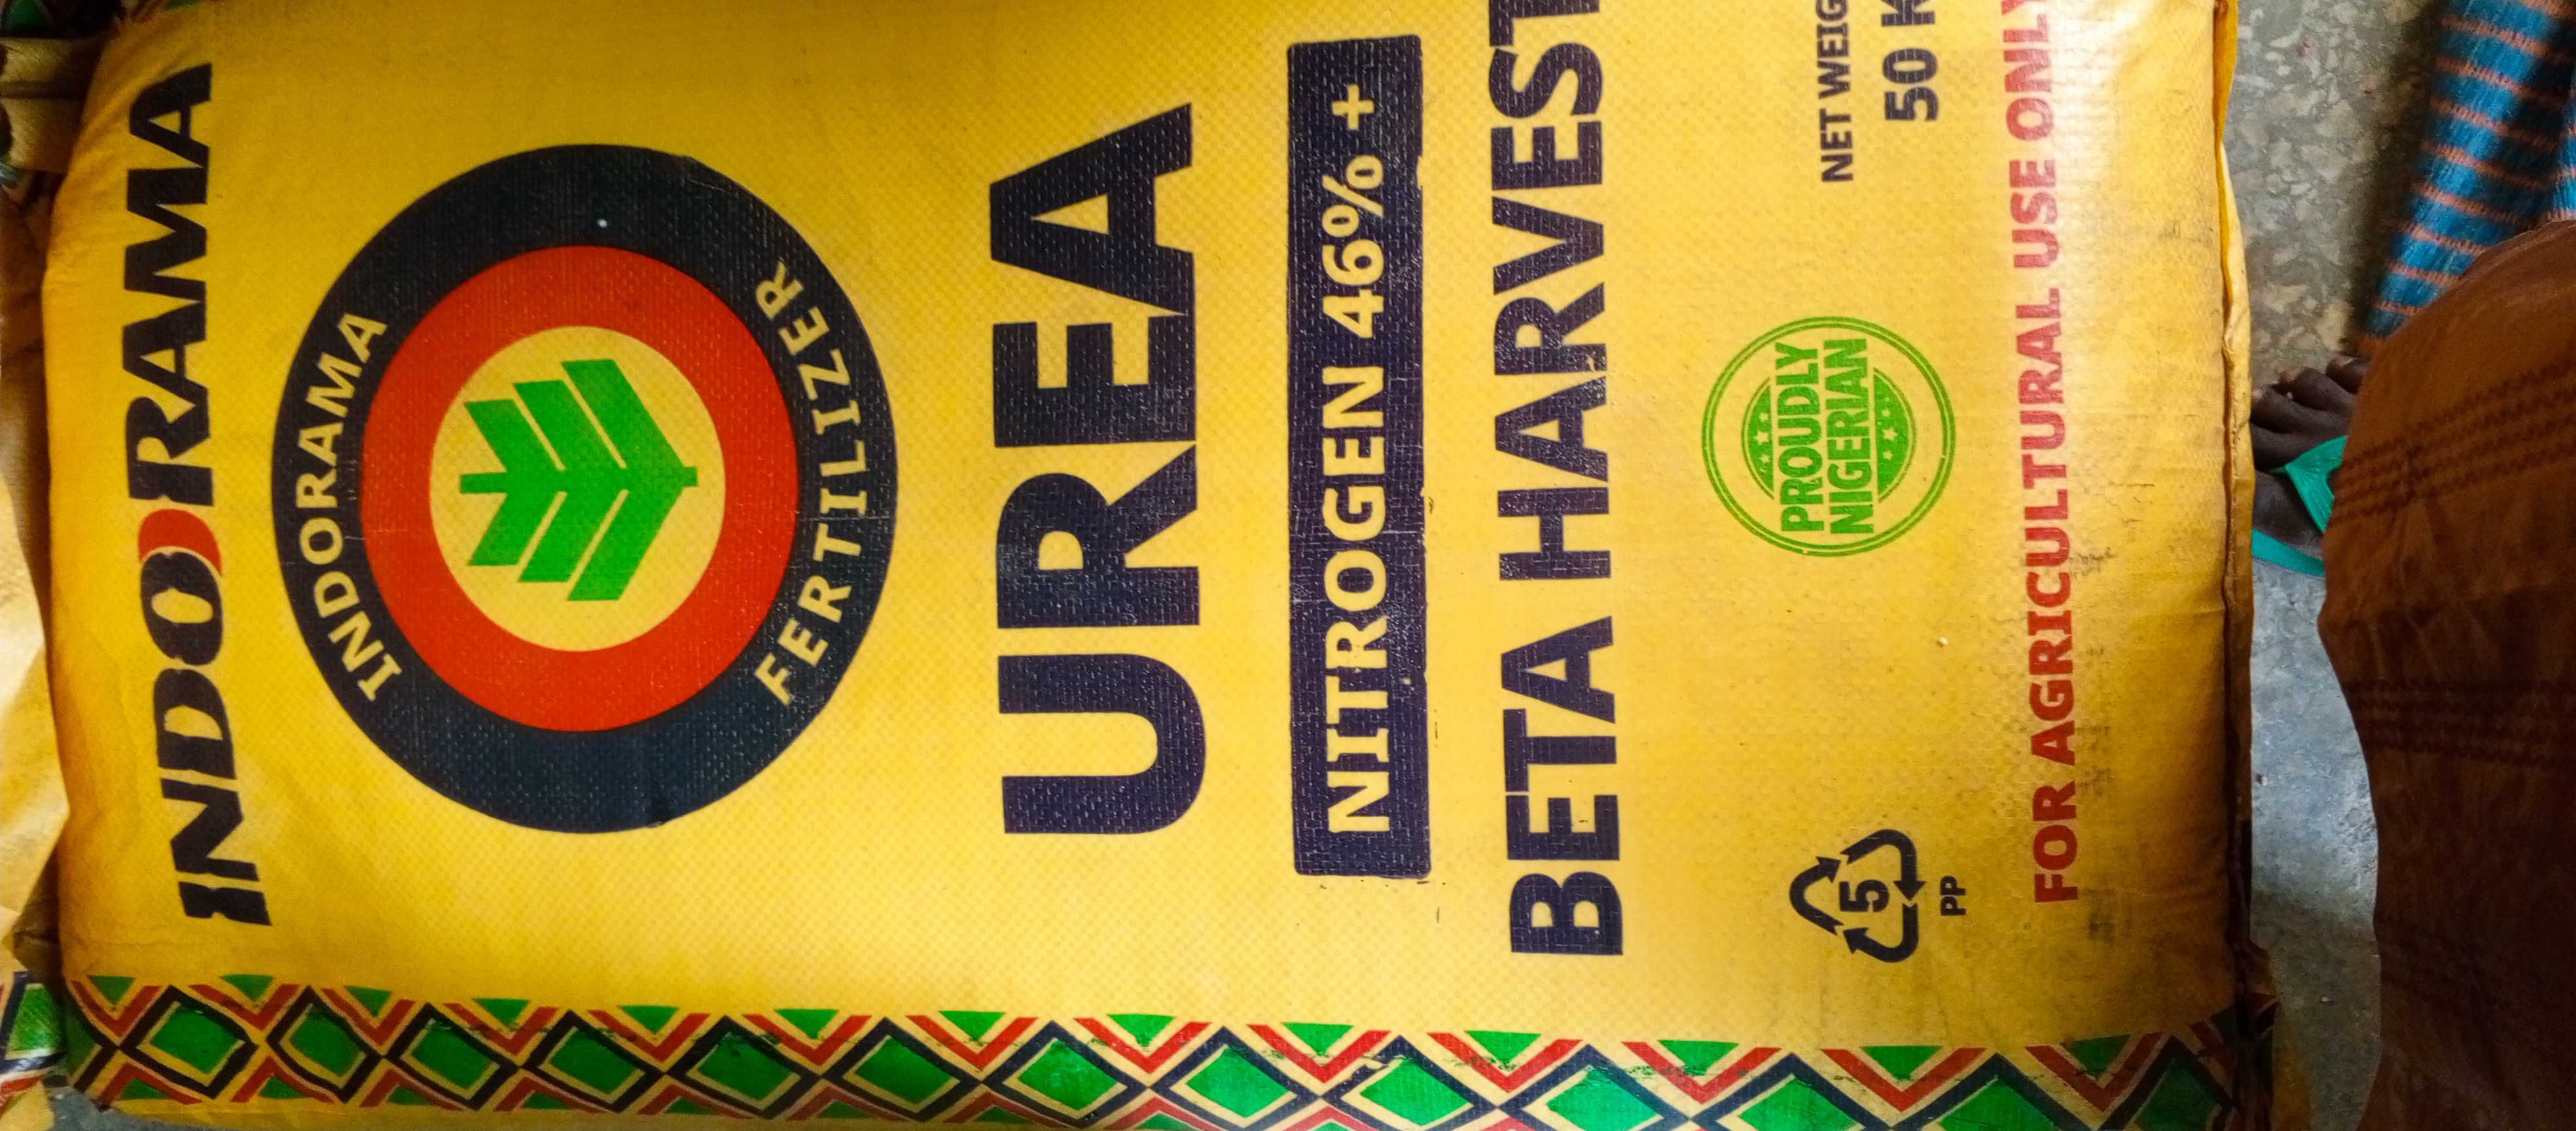 INDORAMA
INDORAMA
FERTILIZER
UREA
NITROGEN 46% +
BETA HARVEST
PROUDLY
NIGERIAN
NET WEIG
50 K
5
PP
FOR AGRICULTURAL USE ONLY